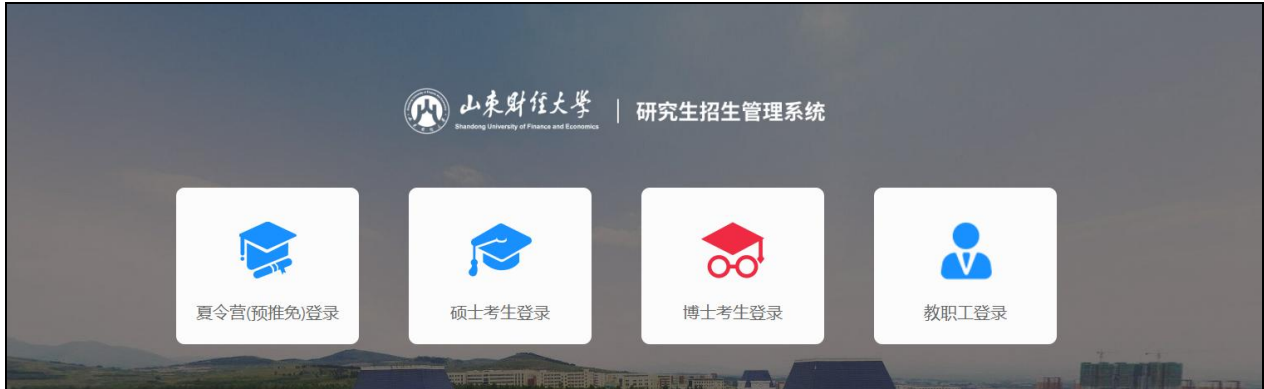 山东财经大学
Shandong University of Finance and Economics
研究生招生管理系统
夏令营(预推免)登录
硕士考生登录
博士考生登录
教职工登录